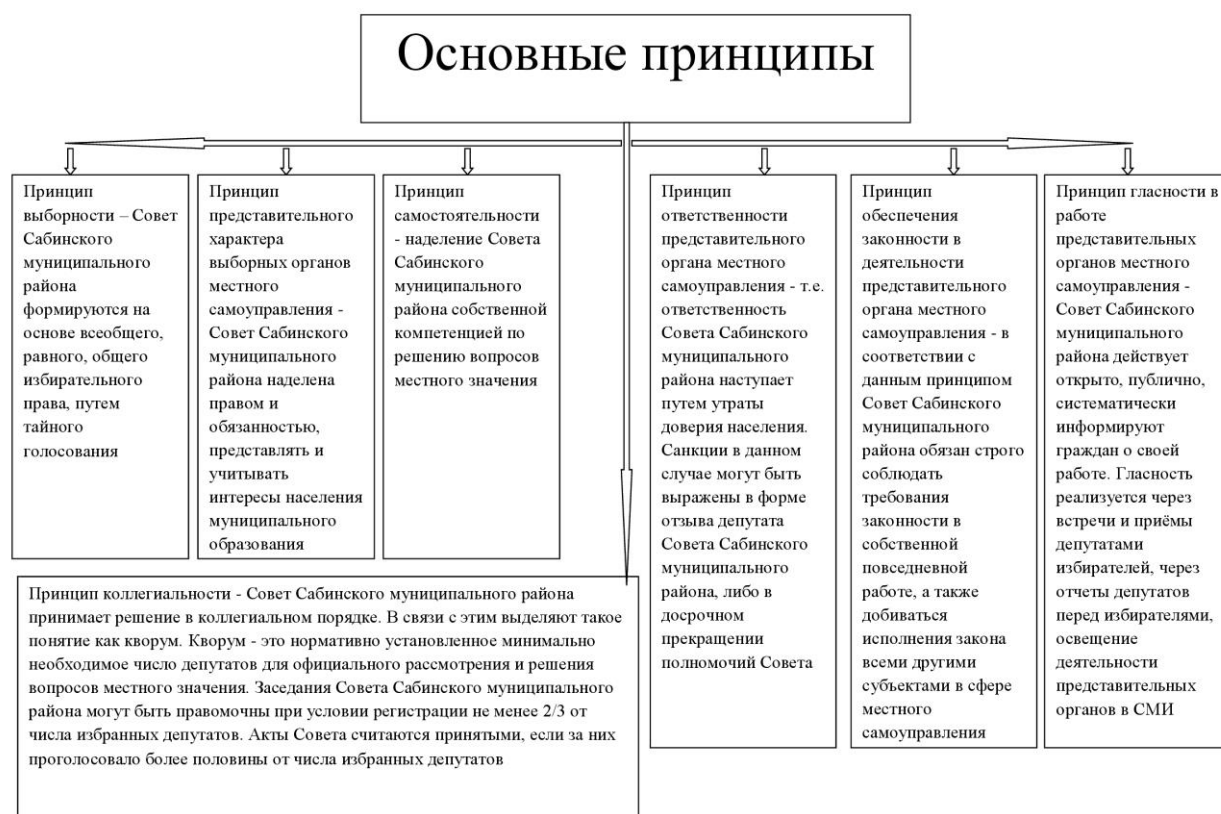 Основные принципы
Принцип
выборности – Совет
Сабинского
муниципального
района
формируются на
основе всеобщего,
равного, общего
избирательного
права, путем
тайного
голосования
Принцип
представительного
характера
выборных органов
местного
самоуправления -
Совет Сабинского
муниципального
района наделена
правом и
обязанностью,
представлять и
учитывать
интересы населения
муниципального
образования
Принцип
самостоятельности
- наделение Совета
Сабинского
муниципального
района собственной
компетенцией по
решению вопросов
местного значения
Принцип
ответственности
представительного
органа местного
самоуправления - т.е.
ответственность
Совета Сабинского
муниципального
района наступает
путем утраты
доверия населения.
Санкции в данном
случае могут быть
выражены в форме
отзыва депутата
Совета Сабинского
муниципального
района, либо в
досрочном
прекращении
полномочий Совета
Принцип
обеспечения
законности в
деятельности
представительного
органа местного
самоуправления - в
соответствии с
данным принципом
Совет Сабинского
муниципального
района обязан строго
соблюдать
требования
законности в
собственной
повседневной
работе, а также
добиваться
исполнения закона
всеми другими
субъектами в сфере
местного
самоуправления
Принцип гласности в
работе
представительных
органов местного
самоуправления -
Совет Сабинского
муниципального
района действует
открыто, публично,
систематически
информируют
граждан о своей
работе. Гласность
реализуется через
встречи и приёмы
депутатами
избирателей, через
отчеты депутатов
перед избирателями,
освещение
деятельности
представительных
органов в СМИ
Принцип коллегиальности - Совет Сабинского муниципального района
принимает решение в коллегиальном порядке. В связи с этим выделяют такое
понятие как кворум. Кворум - это нормативно установленное минимально
необходимое число депутатов для официального рассмотрения и решения
вопросов местного значения. Заседания Совета Сабинского муниципального
района могут быть правомочны при условии регистрации не менее 2/3 от
числа избранных депутатов. Акты Совета считаются принятыми, если за них
проголосовало более половины от числа избранных депутатов